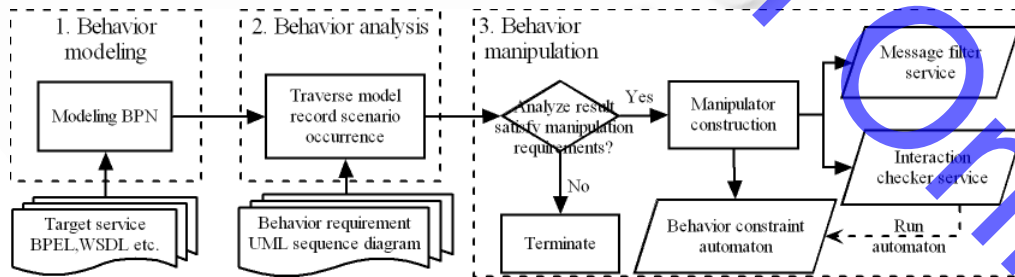 1. Behavior
modeling
2. Behavior analysis
3. Behavior
manipulation
Modeling BPN
Traverse model
record scenario
occurrence
Analyze result
satisfy manipulation
requirements?
Yes
No
Manipulator
construction
Message filter
service
Interaction
checker service
Target service
BPEL,WSDL etc.
Behavior requirement
UML sequence diagram
Terminate
Behavior constraint
automaton
Run
automaton